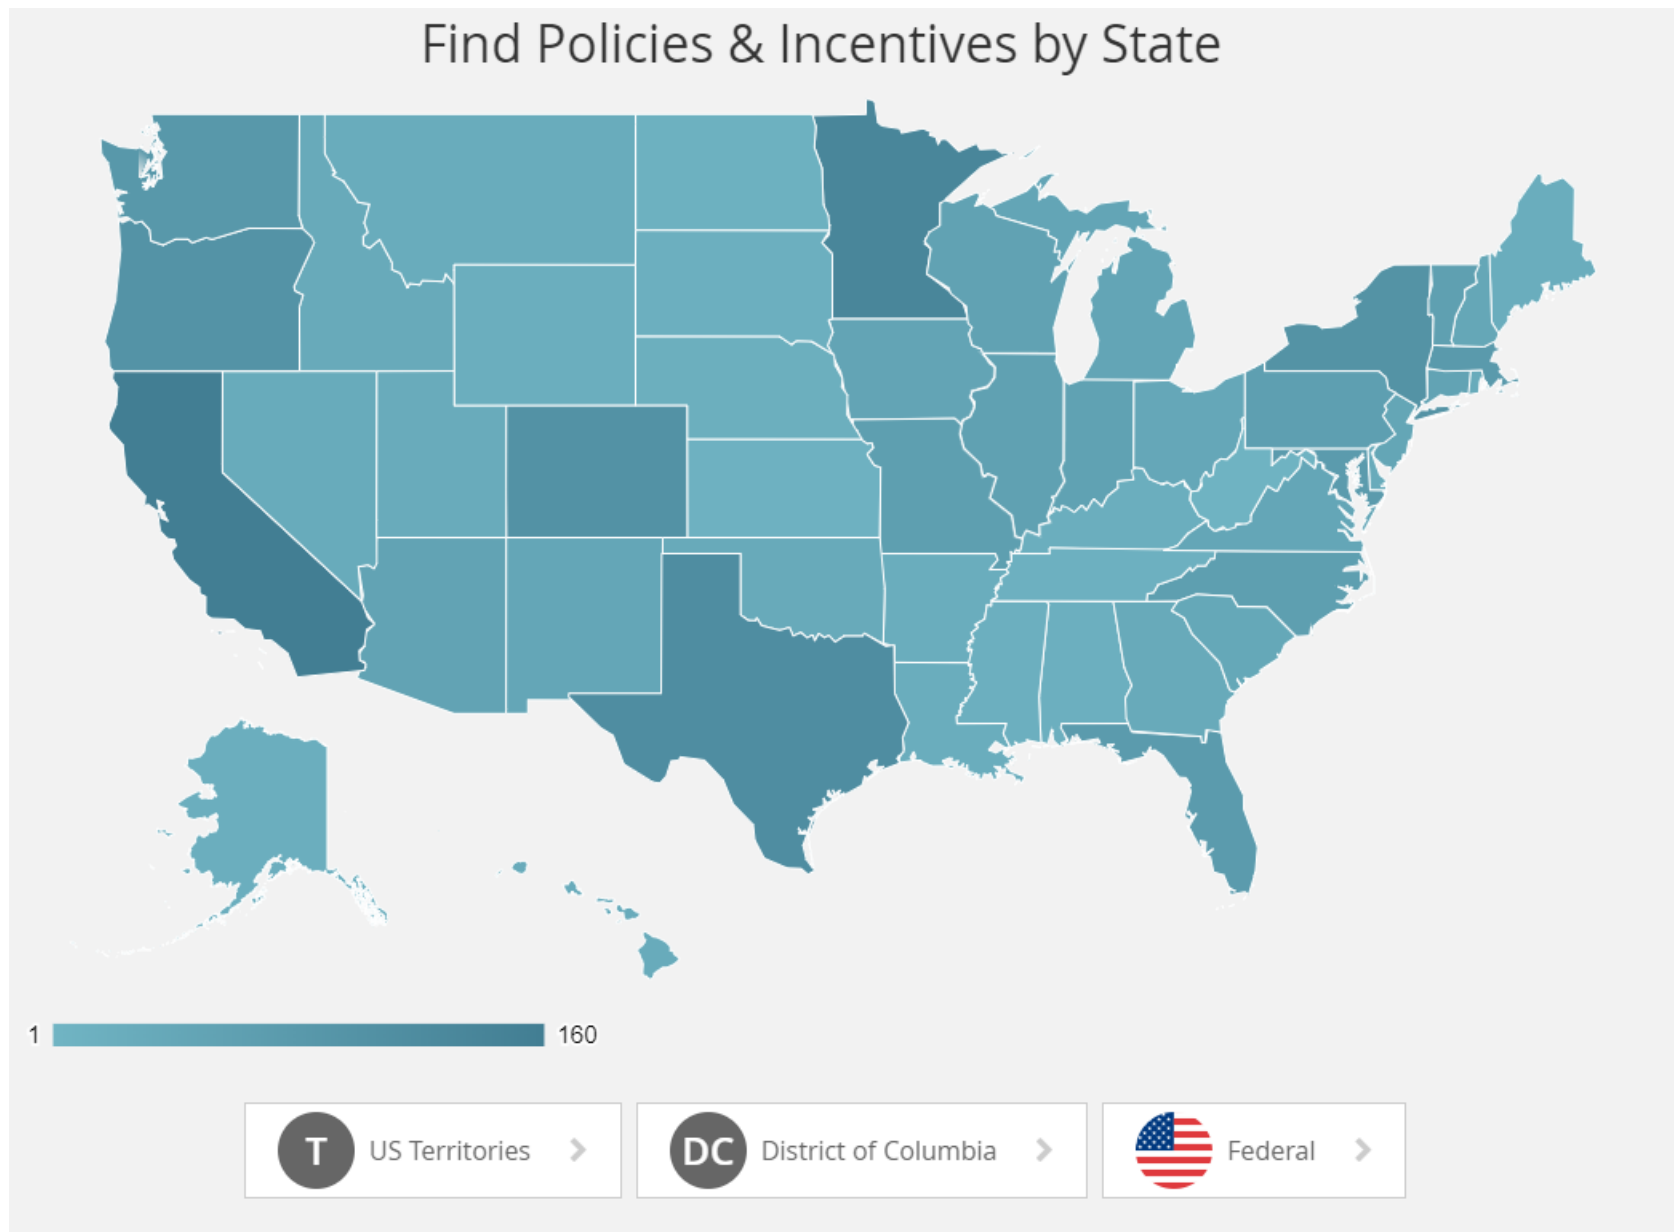 Find Policies & Incentives by State
1 160
T US Territories
DC District of Columbia
Federal